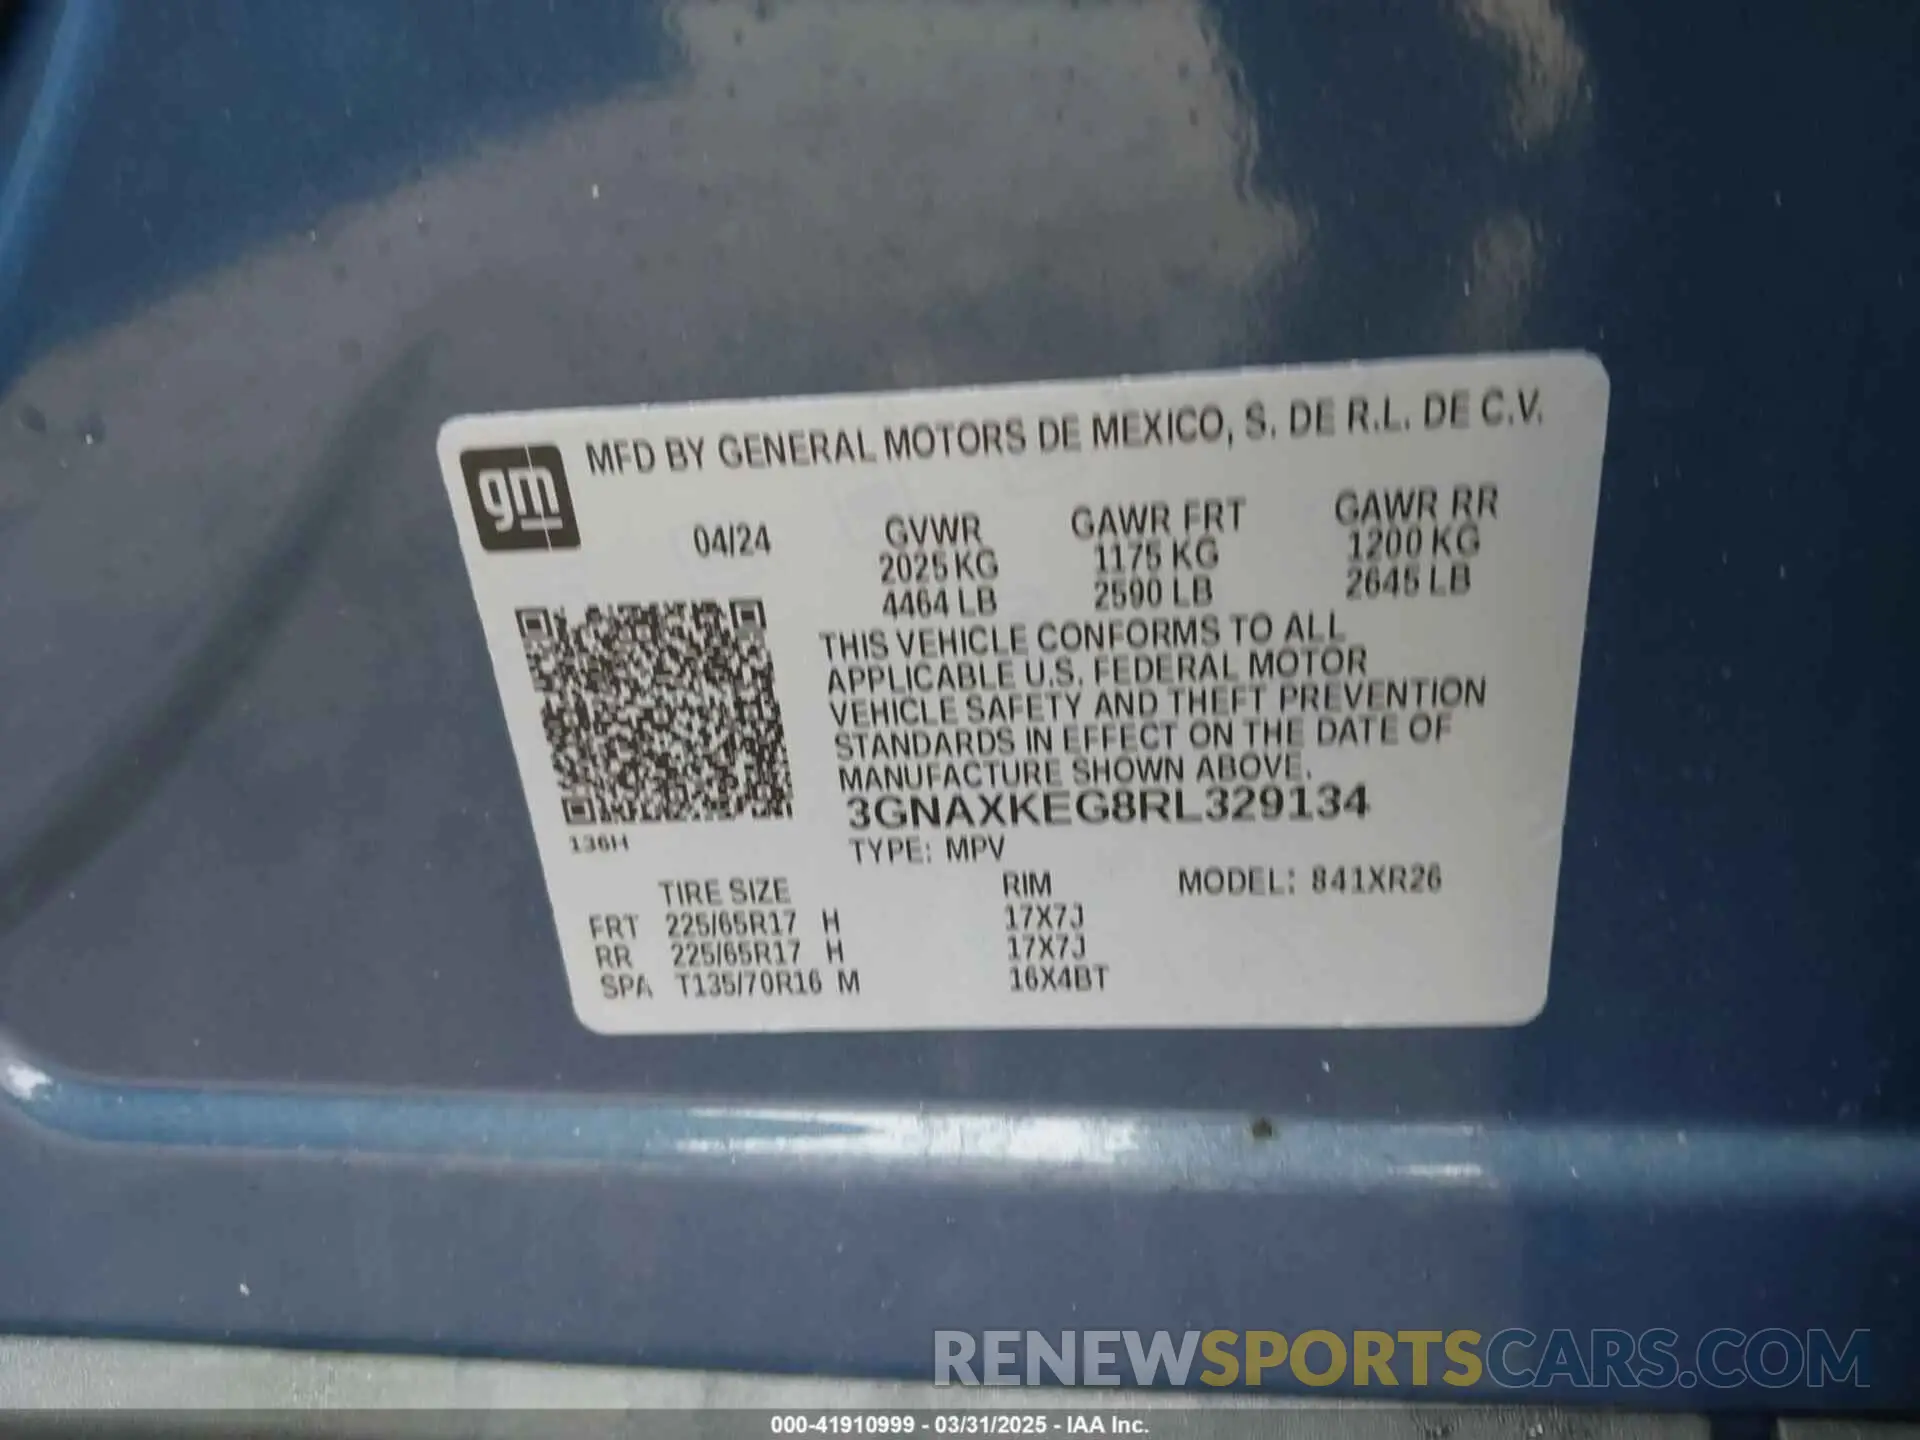 MFD BY GENERAL MOTORS DE MEXICO, S. DE R.L. DE C.V.
gm
04/24 GVWR GAWR FRT GAWR RR
2025 KG 1175 KG 1200 KG
4464 LB 2590 LB 2645 LB
THIS VEHICLE CONFORMS TO ALL
APPLICABLE U.S. FEDERAL MOTOR
VEHICLE SAFETY AND THEFT PREVENTION
STANDARDS IN EFFECT ON THE DATE OF
MANUFACTURE SHOWN ABOVE.
3GNAXKEG8RL329134
136H
TYPE: MPV
TIRE SIZE RIM MODEL: 841XR26
FRT 225/65R17 H 17X7J
RR 225/65R17 H 17X7J
SPA T135/70R16 M 16X4BT
RENEWSPORTSCARS.COM
000-41910999 - 03/31/2025 - IAA Inc.